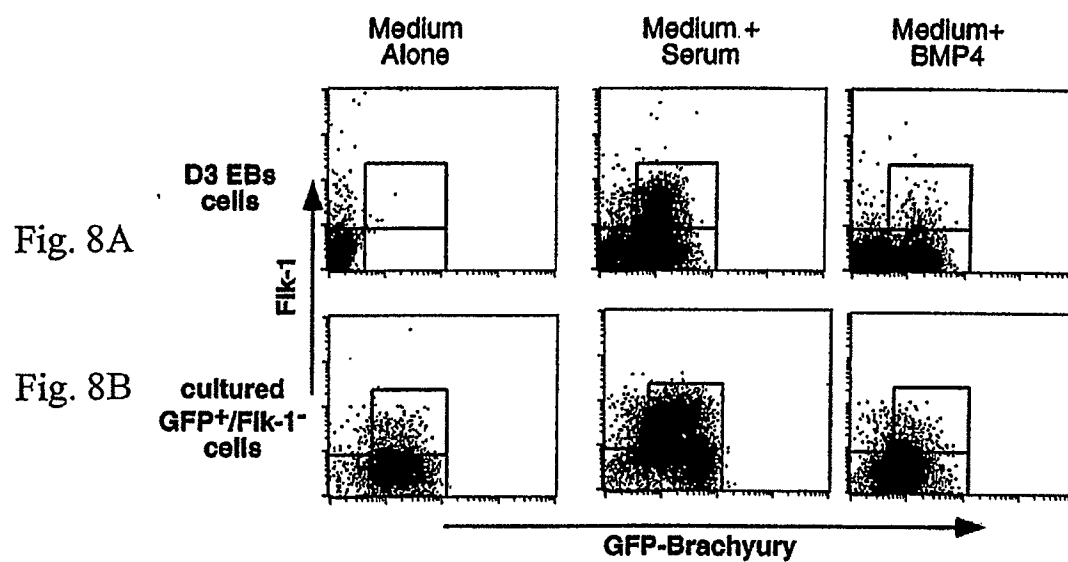 Medium Alone
Medium + Serum
Medium+ BMP4
Fig. 8A
D3 EBs cells
Flk-1
Fig. 8B
cultured GFP+/Flk-1- cells
GFP-Brachyury